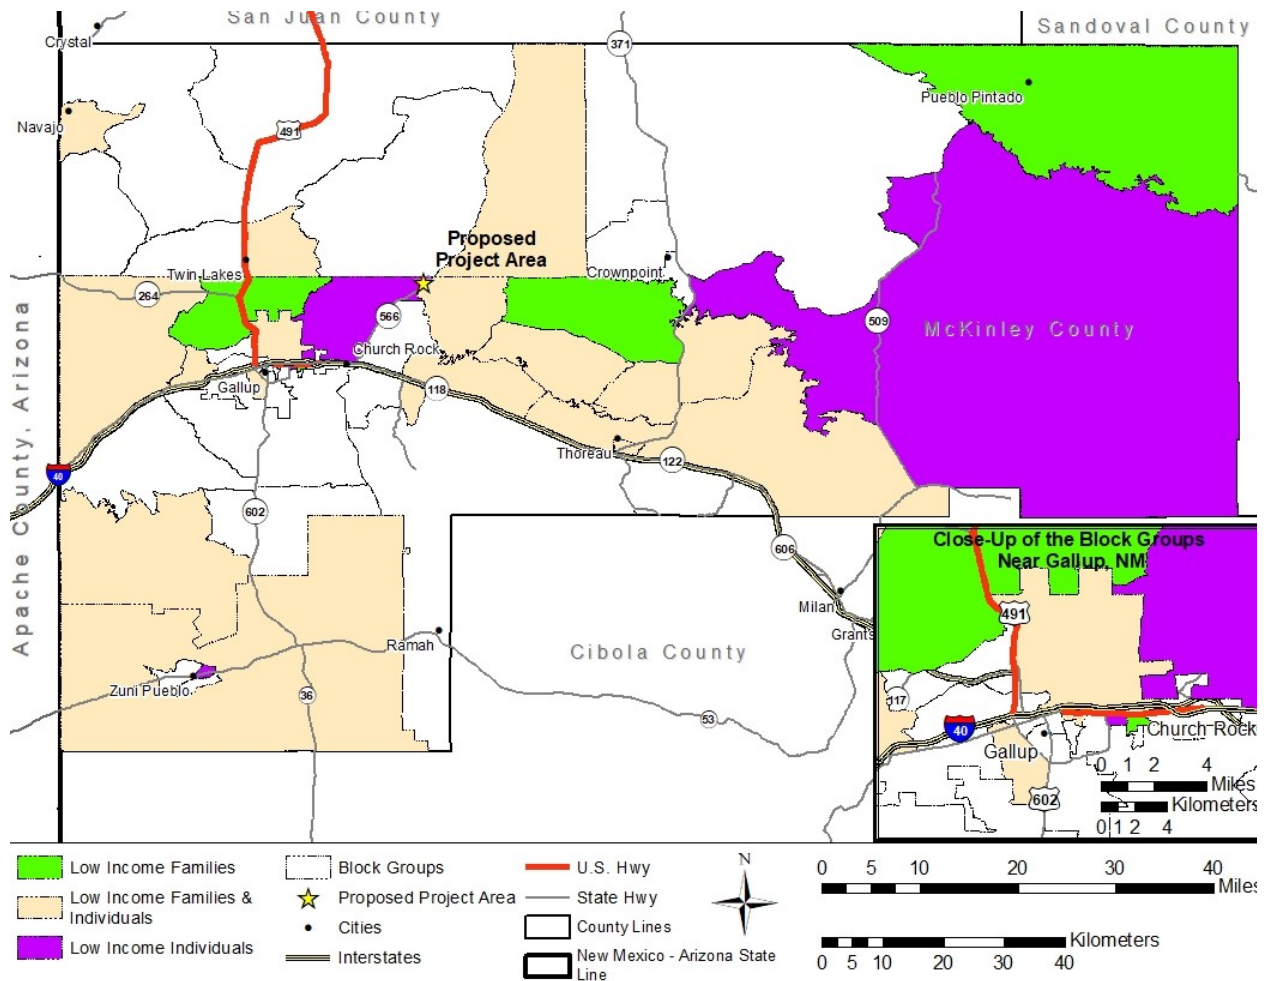 San Juan County
Sandoval County
Crystal
371
Pueblo Pintado
Navajo
491
Proposed
Project Area
Crownpoint
Twin Lakes
264
566
509
McKinley County
Church Rock
Gallup
118
Apache County, Arizona
Thoreau
122
40
602
606
Close-Up of the Block Groups
Near Gallup, NM
491
117
40
Church Rock
Gallup
0 1 2 4
Miles
602
Kilometers
0 1 2 4
Milan
Grants
Ramah
Cibola County
Zuni Pueblo
36
53
Low Income Families
Low Income Families &
Individuals
Low Income Individuals
Block Groups
Proposed Project Area
Cities
Interstates
U.S. Hwy
State Hwy
County Lines
New Mexico - Arizona State
Line
N
0 5 10 20 30 40
Miles
Kilometers
0 5 10 20 30 40